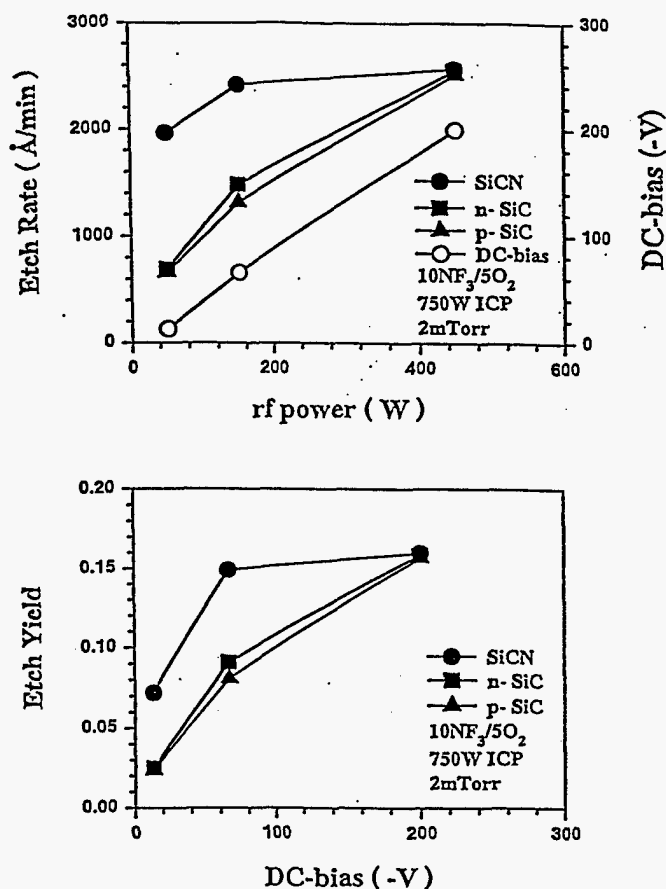 3000
2000
1000
0
Etch Rate ( Å/min)
300
200
100
0
DC-bias (-V)
SiCN
n- SiC
p- SiC
DC-bias
10NF₃/5O₂
750W ICP
2mTorr
0
200
400
600
rf power ( W )
0.20
0.15
0.10
0.05
0.00
Etch Yield
SiCN
n- SiC
p- SiC
10NF₃/5O₂
750W ICP
2mTorr
0
100
200
300
DC-bias ( -V)